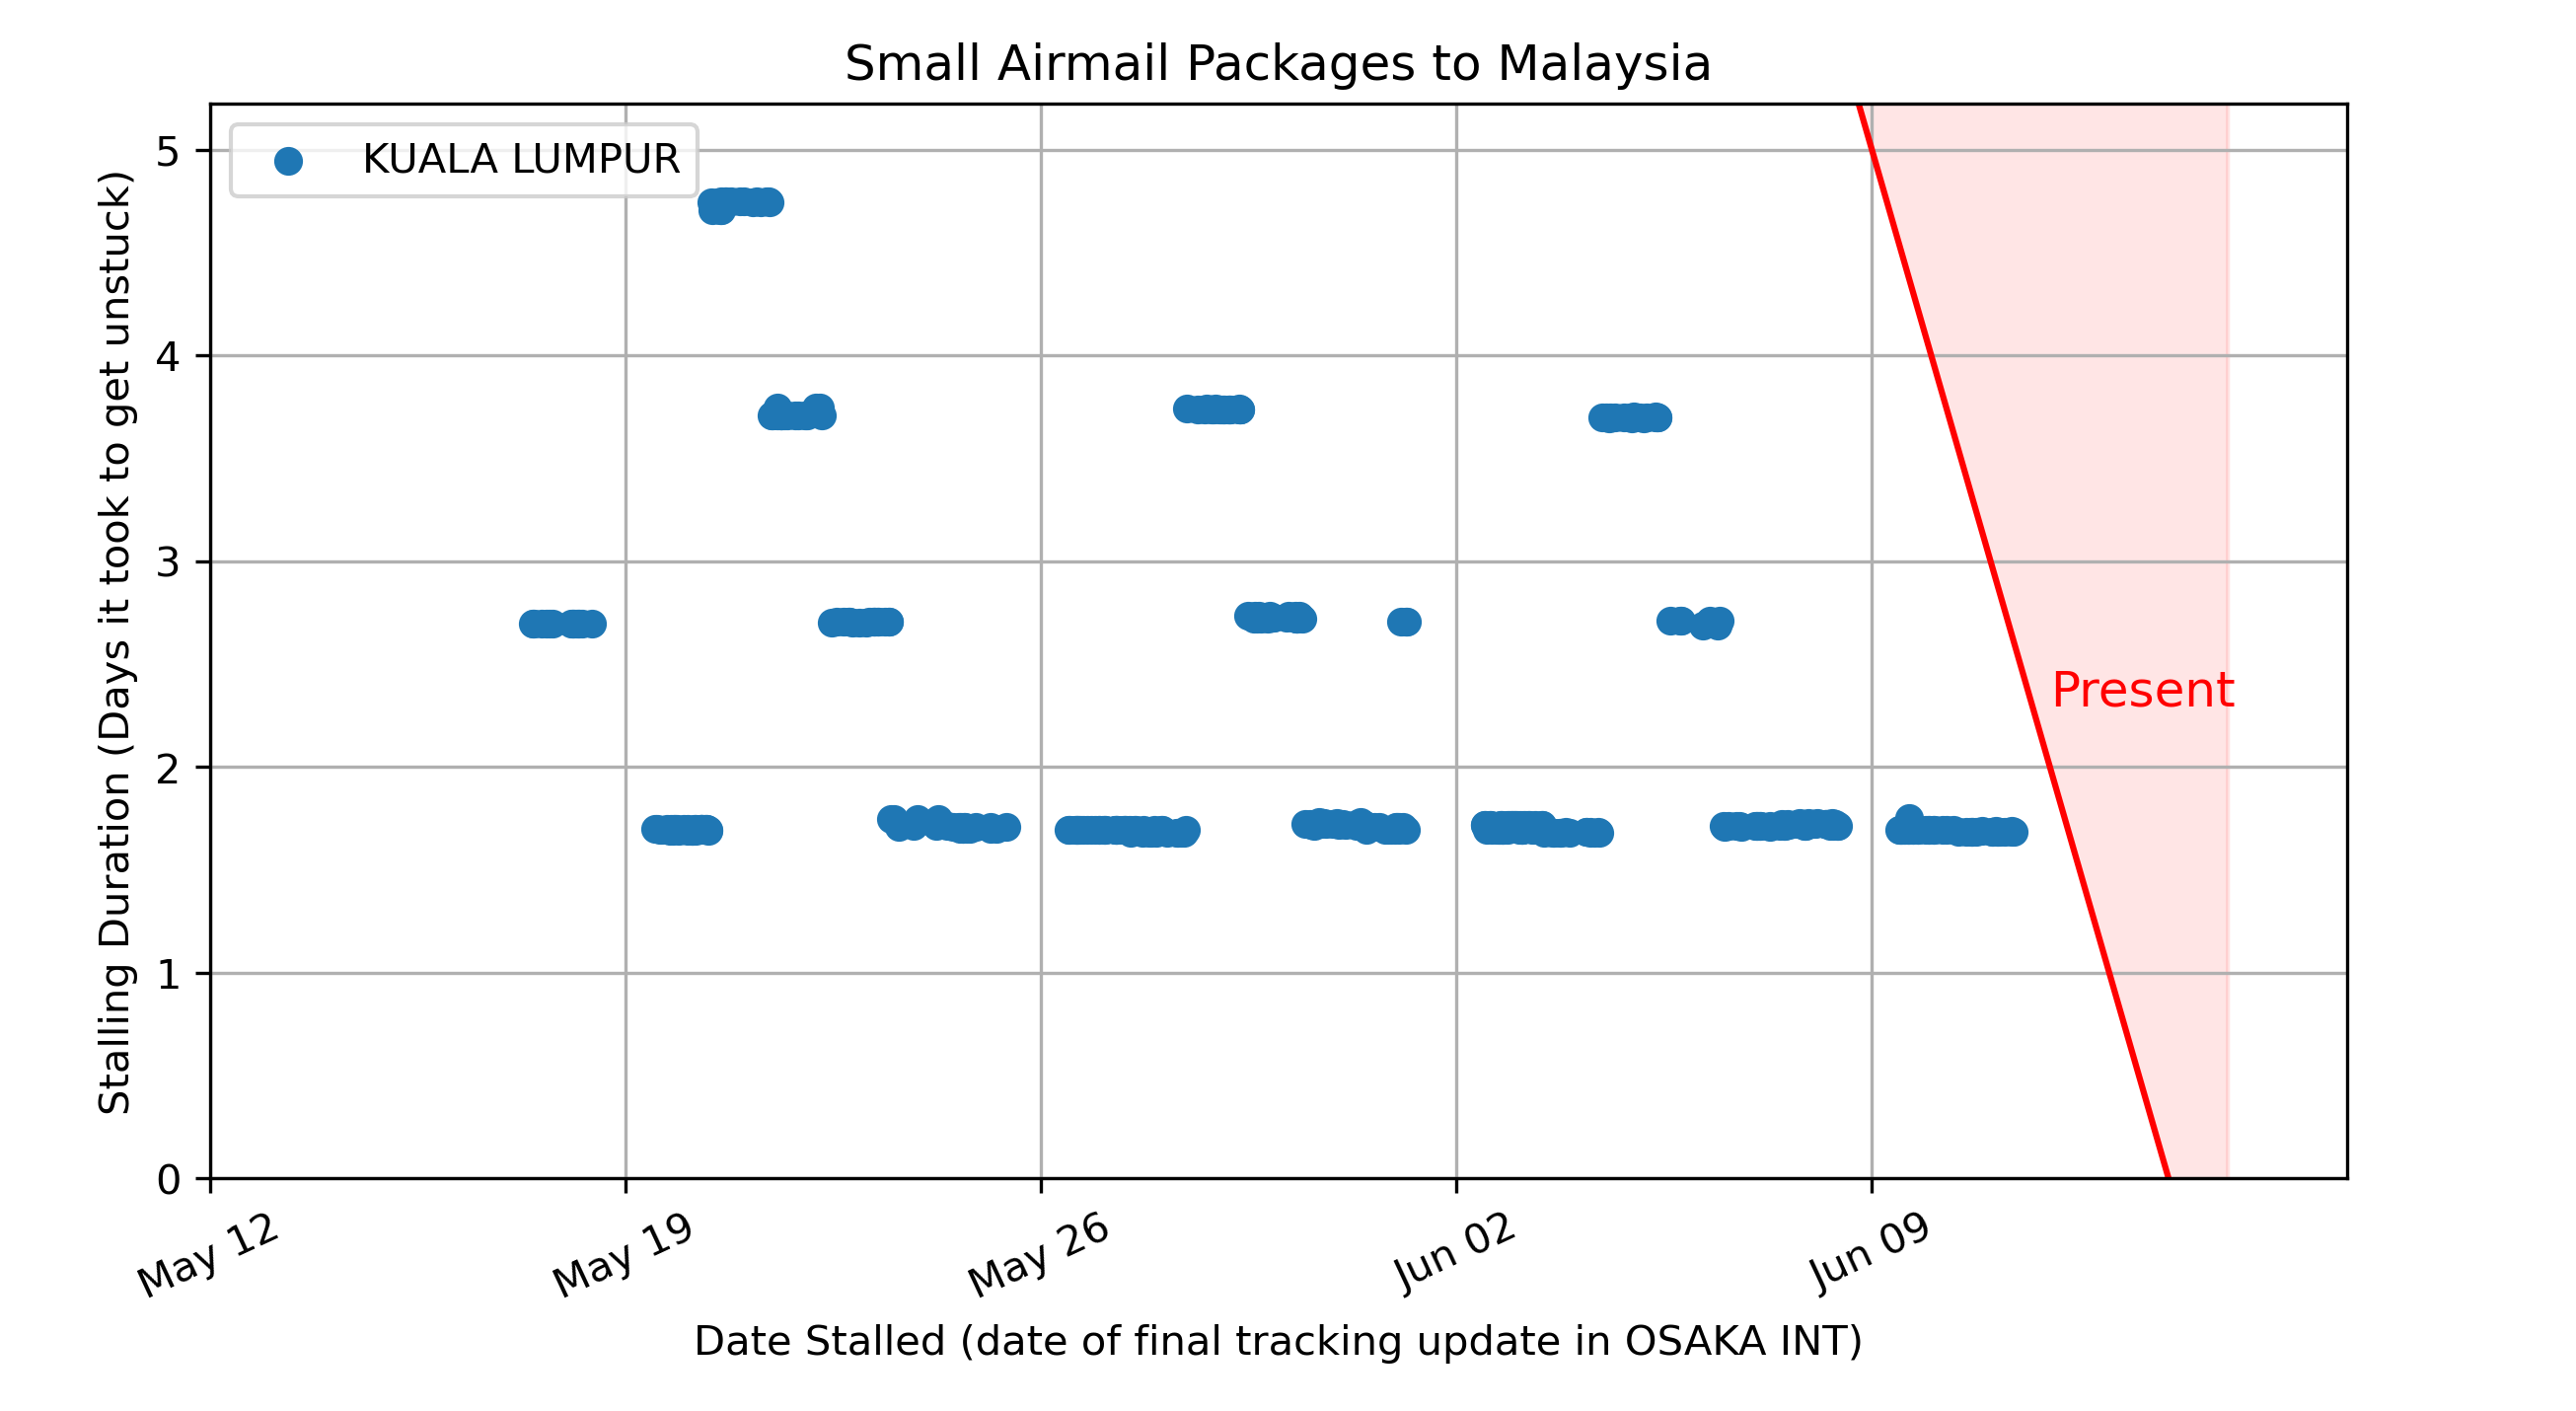 Small Airmail Packages to Malaysia
KUALA LUMPUR
Stalling Duration (Days it took to get unstuck)
5
4
3
2
1
0
Present
May 12
May 19
May 26
Jun 02
Jun 09
Date Stalled (date of final tracking update in OSAKA INT)